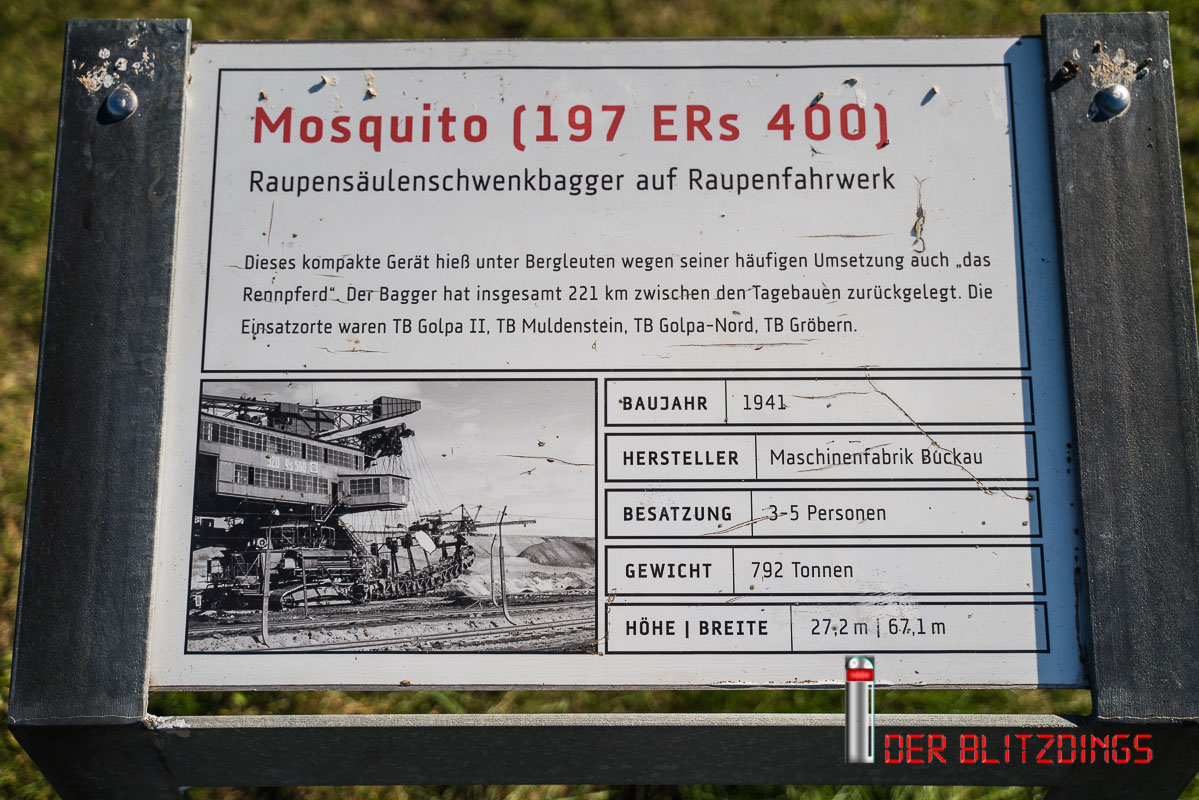 Mosquito (197 ERs 400)
Raupensäulenschwenkbagger auf Raupenfahrwerk
Dieses kompakte Gerät hieß unter Bergleuten wegen seiner häufigen Umsetzung auch „das
Rennpferd“. Der Bagger hat insgesamt 221 km zwischen den Tagebauen zurückgelegt. Die
Einsatzorte waren TB Golpa II, TB Muldenstein, TB Golpa-Nord, TB Gröbern.
BAUJAHR 1941
HERSTELLER Maschinenfabrik Buckau
BESATZUNG 3-5 Personen
GEWICHT 792 Tonnen
HÖHE | BREITE 27,2 m | 67,1 m
DER BLITZDINGS